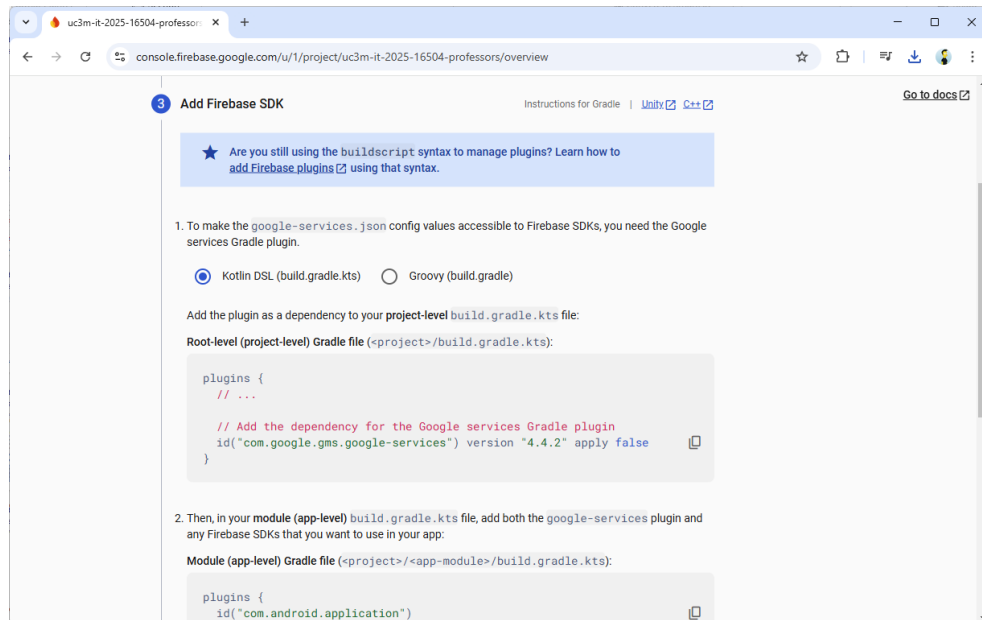 uc3m-it-2025-16504-professors
console.firebase.google.com/u/1/project/uc3m-it-2025-16504-professors/overview
Go to docs
3 Add Firebase SDK
Instructions for Gradle | Unity C++
Are you still using the buildscript syntax to manage plugins? Learn how to
add Firebase plugins using that syntax.
1. To make the google-services.json config values accessible to Firebase SDKs, you need the Google
services Gradle plugin.
Kotlin DSL (build.gradle.kts) Groovy (build.gradle)
Add the plugin as a dependency to your project-level build.gradle.kts file:
Root-level (project-level) Gradle file (<project>/build.gradle.kts):
plugins {
// ...
// Add the dependency for the Google services Gradle plugin
id("com.google.gms.google-services") version "4.4.2" apply false
}
2. Then, in your module (app-level) build.gradle.kts file, add both the google-services plugin and
any Firebase SDKs that you want to use in your app:
Module (app-level) Gradle file (<project>/<app-module>/build.gradle.kts):
plugins {
id("com.android.application")